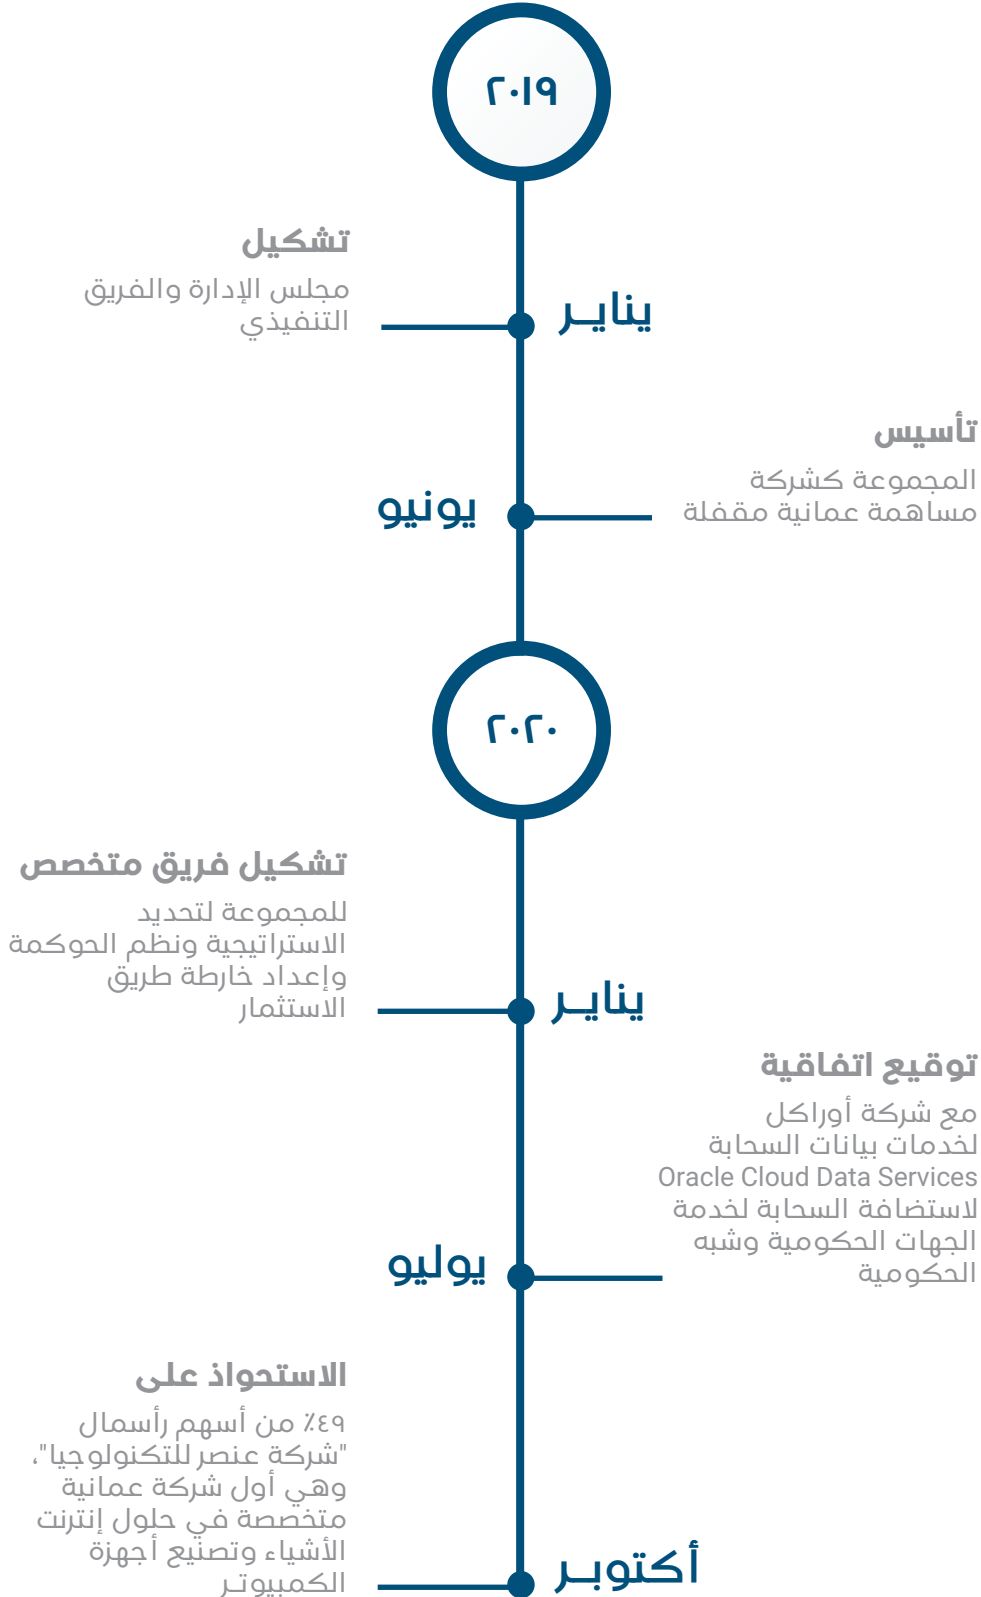 ٢٠١٩
تشكيل
مجلس الإدارة والفريق
التنفيذي
ينايــر
تأسيس
المجموعة كشركة
مساهمة عمانية مقفلة
يونيو
٢٠٢٠
تشكيل فريق متخصص
للمجموعة لتحديد
الاستراتيجية ونظم الحوكمة
وإعداد خارطة طريق
الاستثمار
ينايــر
توقيع اتفاقية
مع شركة أوراكل
لخدمات بيانات السحابة
Oracle Cloud Data Services
لاستضافة السحابة لخدمة
الجهات الحكومية وشبه
الحكومية
يوليو
الاستحواذ على
٤٩٪ من أسهم رأسمال
"شركة عنصر للتكنولوجيا"،
وهي أول شركة عمانية
متخصصة في حلول إنترنت
الأشياء وتصنيع أجهزة
الكمبيوتـر
أكتوبــر